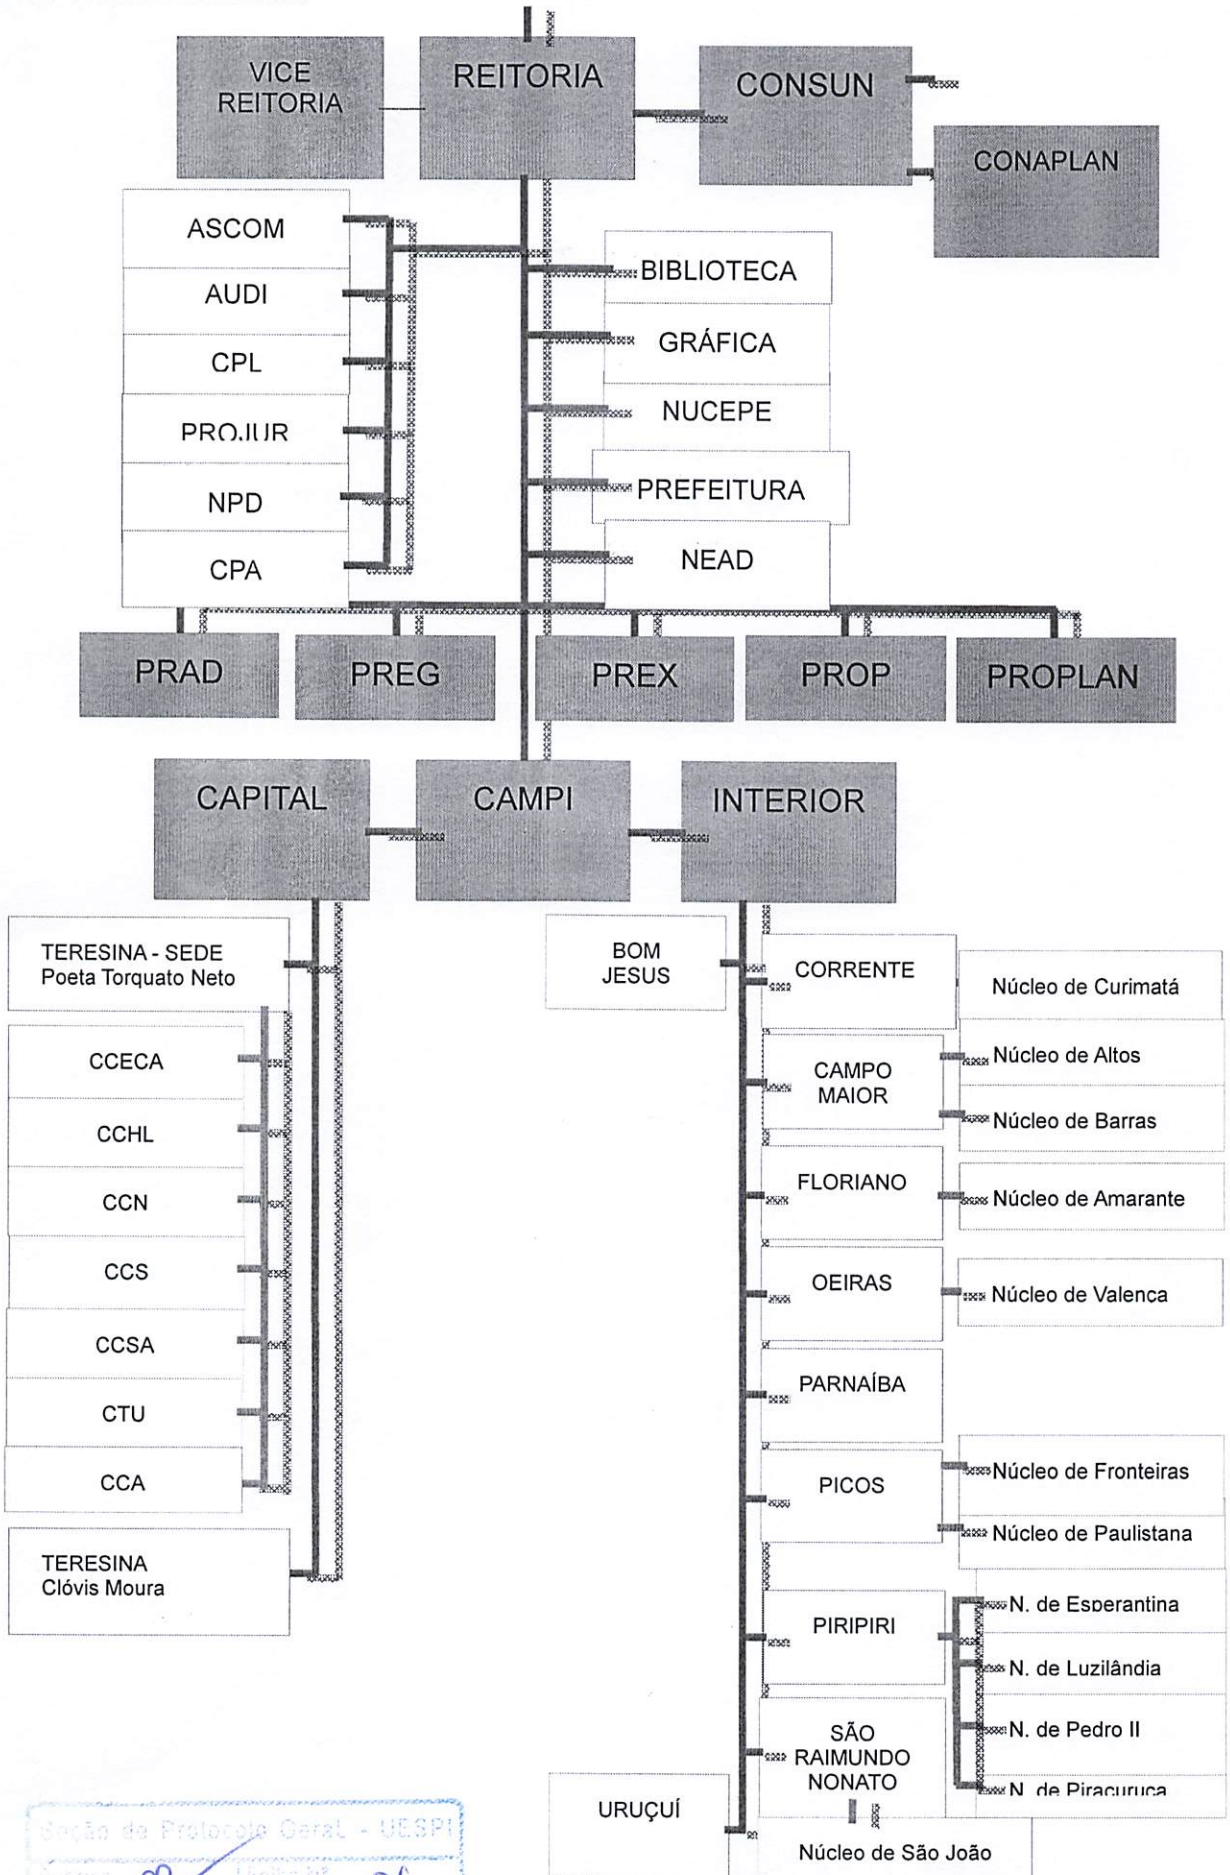 VICE
REITORIA
REITORIA
CONSUN
CONAPLAN
ASCOM
AUDI
CPL
PROJUR
NPD
CPA
BIBLIOTECA
GRÁFICA
NUCEPE
PREFEITURA
NEAD
PRAD
PREG
PREX
PROP
PROPLAN
CAPITAL
CAMPI
INTERIOR
TERESINA - SEDE
Poeta Torquato Neto
CCECA
CCHL
CCN
CCS
CCSA
CTU
CCA
TERESINA
Clóvis Moura
BOM
JESUS
CORRENTE
Núcleo de Curimatá
CAMPO
MAIOR
Núcleo de Altos
Núcleo de Barras
FLORIANO
Núcleo de Amarante
OEIRAS
Núcleo de Valença
PARNAÍBA
PICOS
Núcleo de Fronteiras
Núcleo de Paulistana
PIRIPIRI
N. de Esperantina
N. de Luzilândia
N. de Pedro II
N. de Piracuruca
SÃO
RAIMUNDO
NONATO
URUÇUÍ
Núcleo de São João
Seção de Protocolo Geral - UESPI